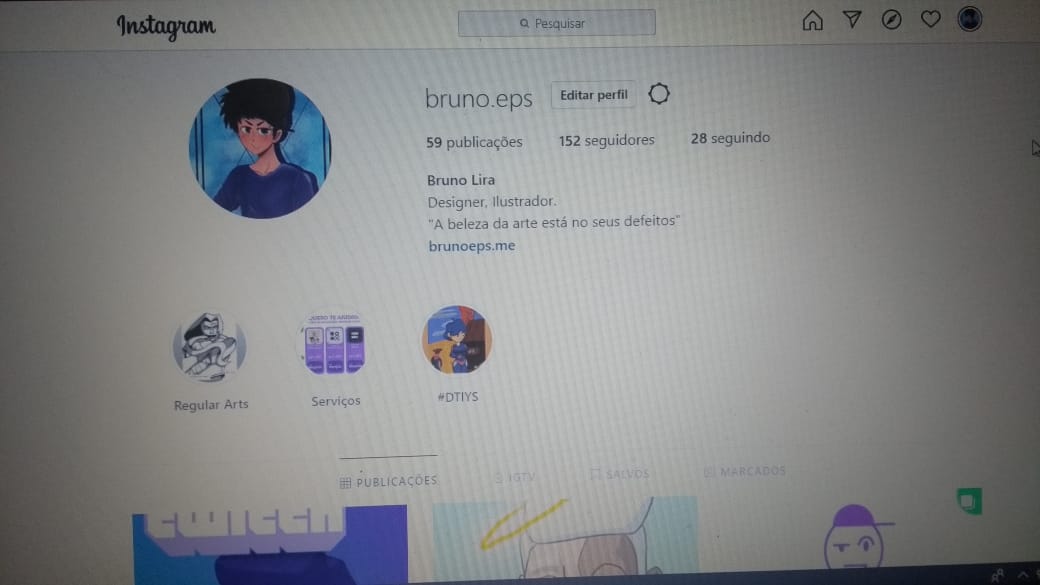 Instagram
Pesquisar
bruno.eps
Editar perfil
59 publicações
152 seguidores
28 seguindo
Bruno Lira
Designer, Ilustrador.
"A beleza da arte está no seus defeitos"
brunoeps.me
Regular Arts
Serviços
#DTIYS
PUBLICAÇÕES
IGTV
SALVOS
MARCADOS
twitch